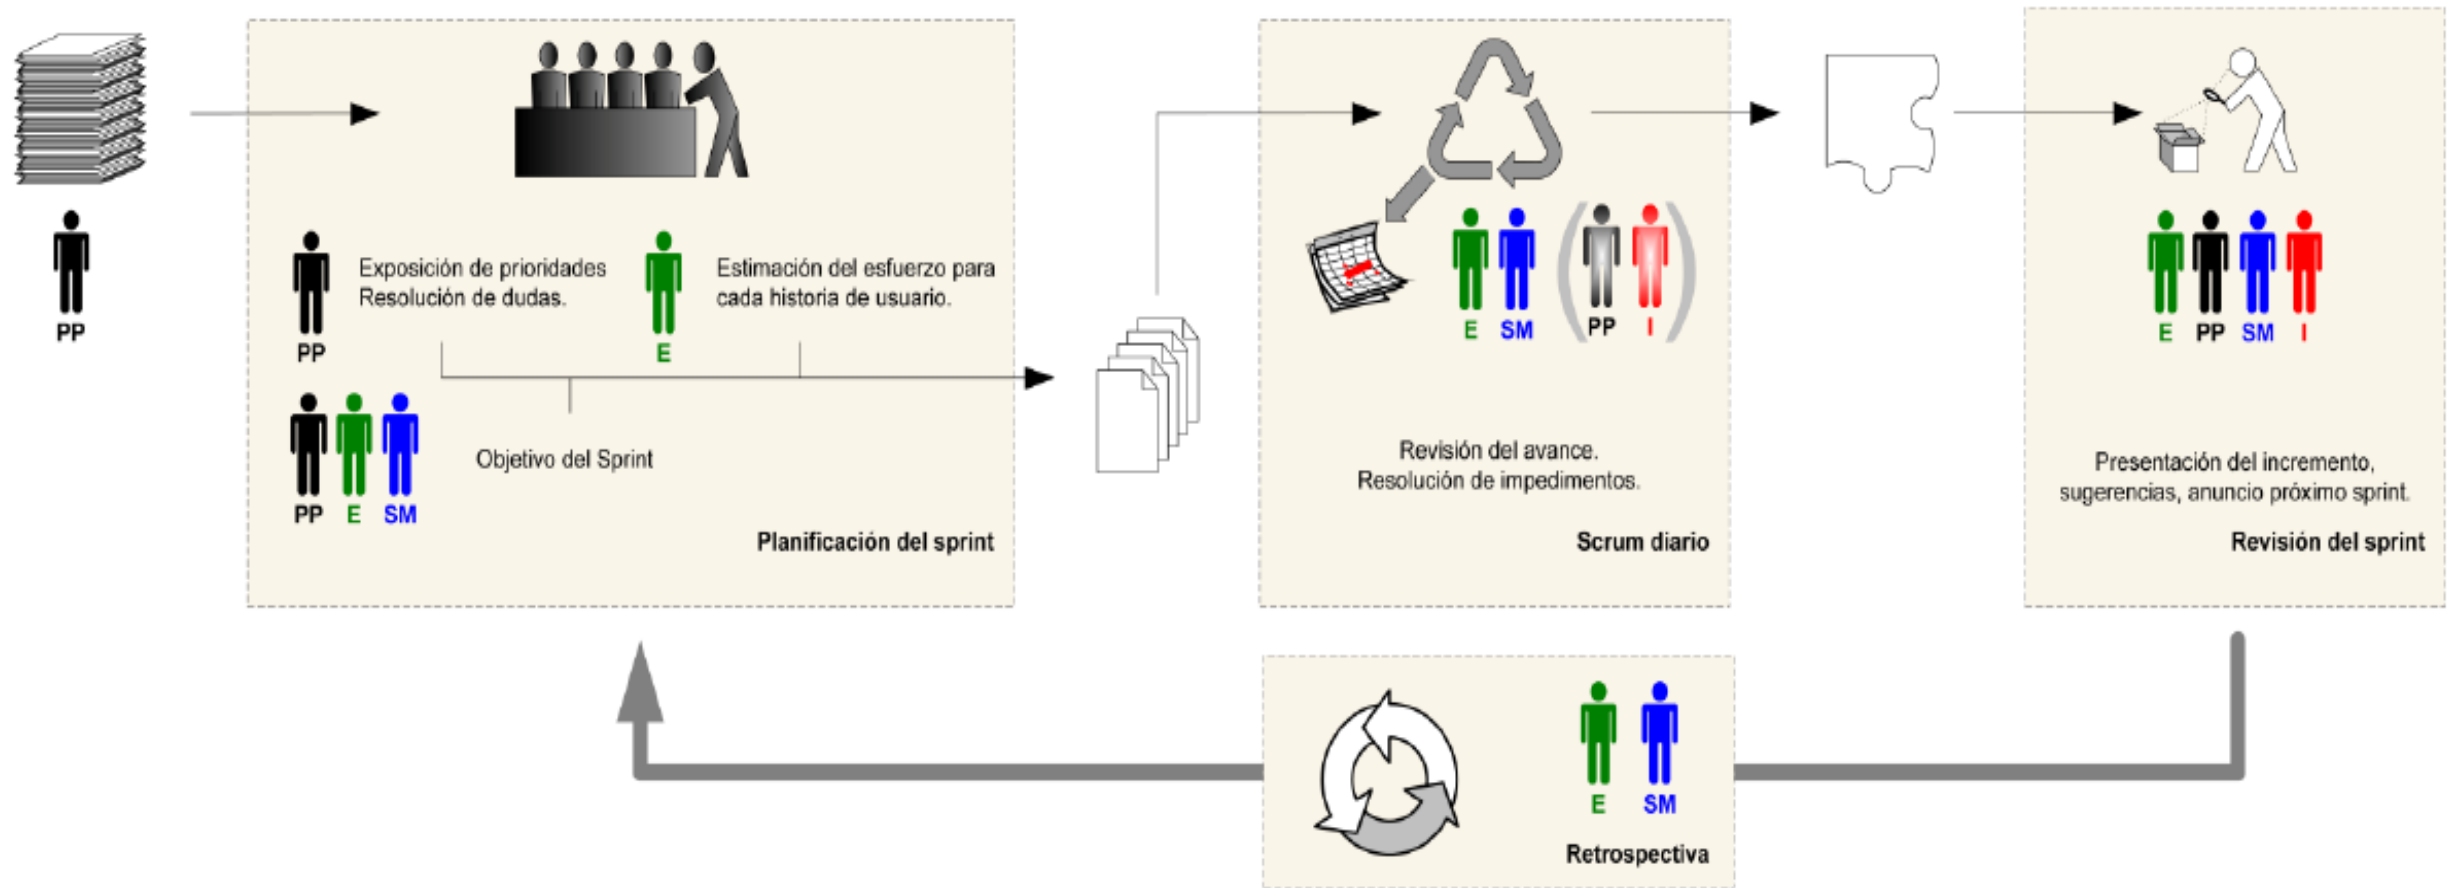 PP
PP
Exposición de prioridades
Resolución de dudas.
E
Estimación del esfuerzo para
cada historia de usuario.
PP E SM
Objetivo del Sprint
Planificación del sprint
E SM PP I
Revisión del avance.
Resolución de impedimentos.
Scrum diario
E PP SM I
Presentación del incremento,
sugerencias, anuncio próximo sprint.
Revisión del sprint
E SM
Retrospectiva